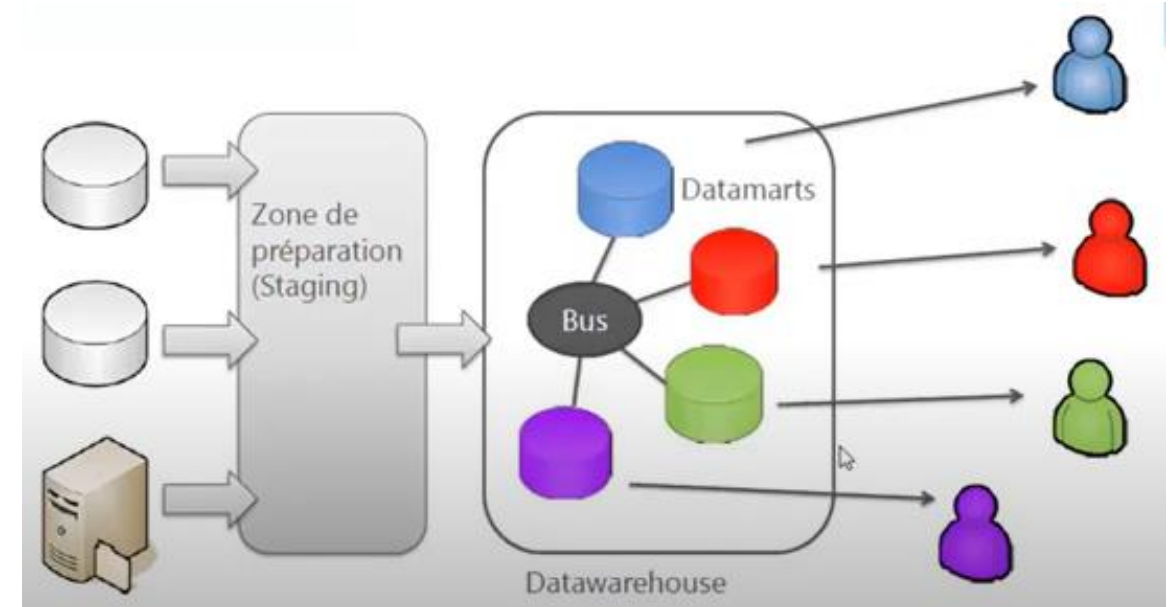 Zone de
préparation
(Staging)
Datamarts
Bus
Datawarehouse